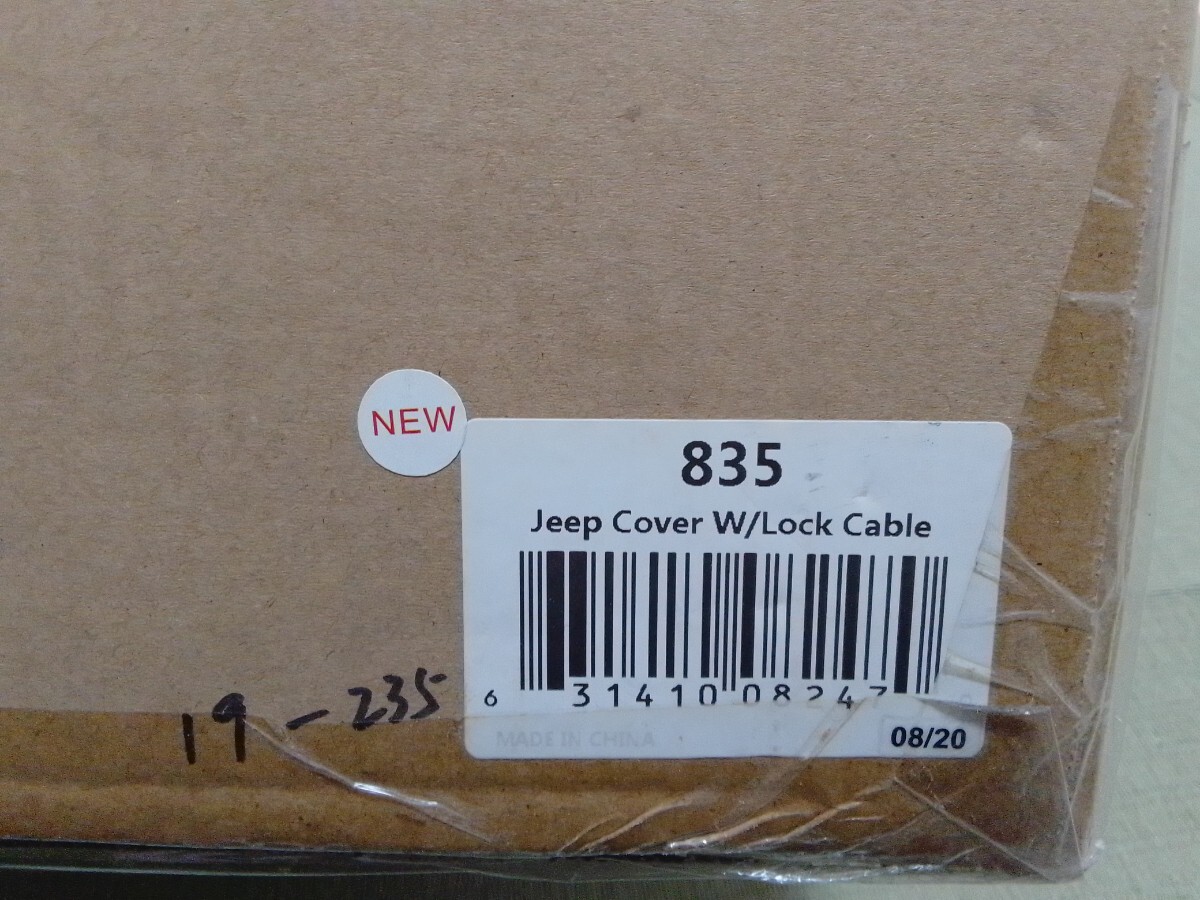 NEW
835
Jeep Cover W/Lock Cable
6 31410 08247
MADE IN CHINA
08/20
19-235